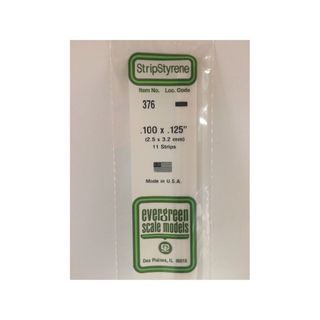 StripStyrene
Item No. Loc. Code
376
.100 x .125"
(2.5 x 3.2 mm)
11 Strips
Made in U.S.A.
evergreen
scale models
Des Plaines, IL 60018